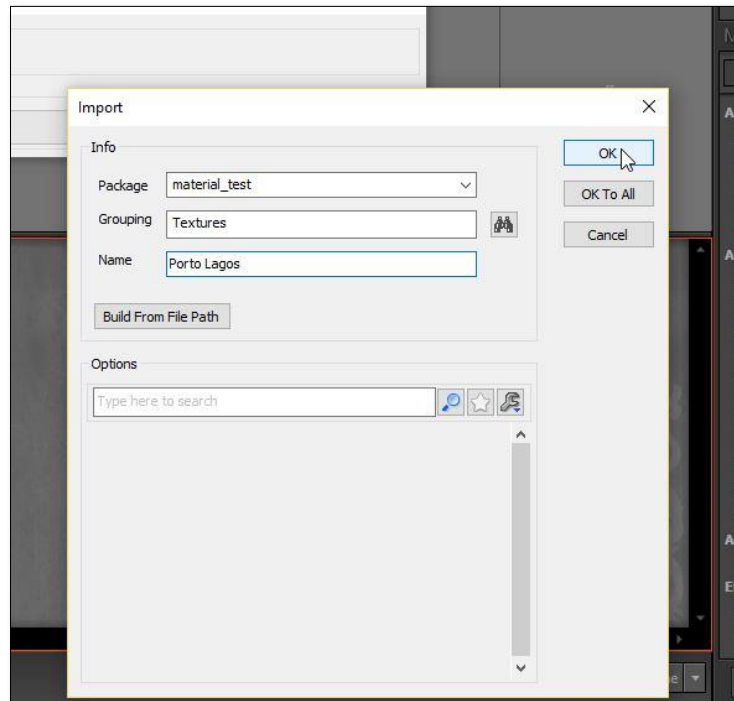 Import
Info
Package material_test
Grouping Textures
Name Porto Lagos
Build From File Path
OK
OK To All
Cancel
Options
Type here to search